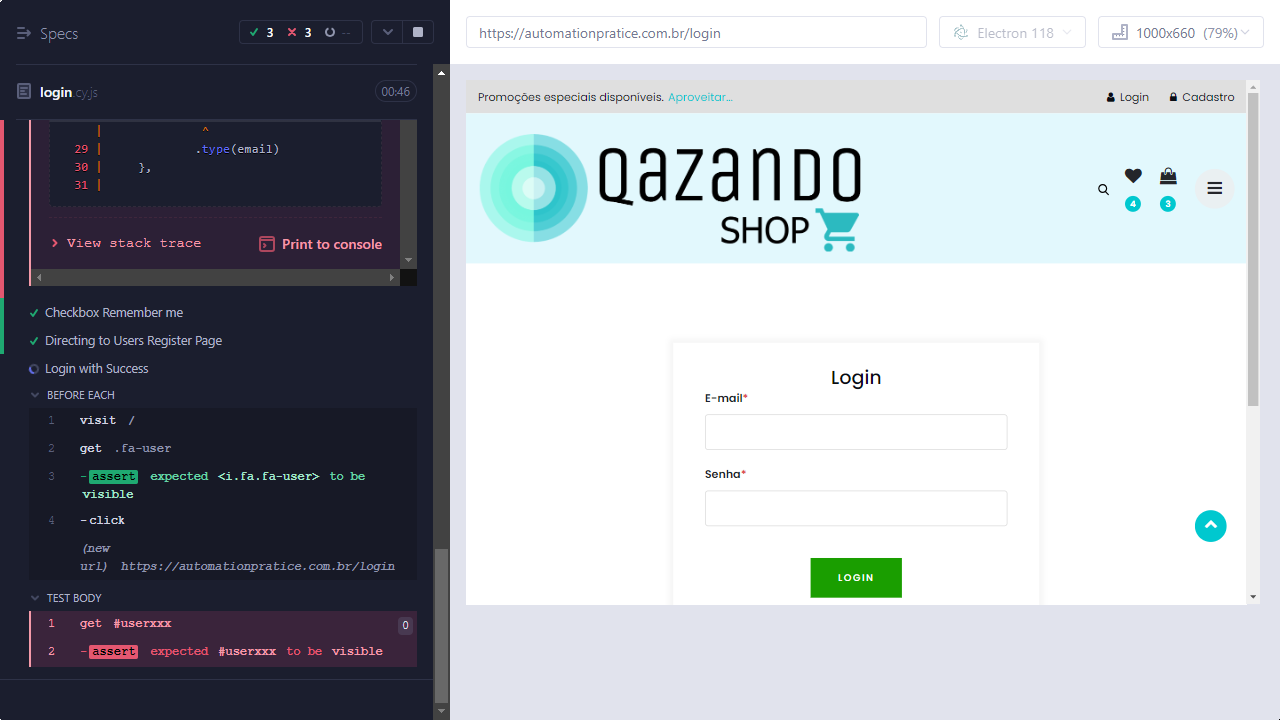 Specs
3
3
--
login.cy.js
00:46
|
^
29 | .type(email)
30 | },
31 |
View stack trace
Print to console
Checkbox Remember me
Directing to Users Register Page
Login with Success
BEFORE EACH
1 visit /
2 get .fa-user
3 -assert expected <i.fa.fa-user> to be
visible
4 -click
(new
url) https://automationpratice.com.br/login
TEST BODY
1 get #userxxx 0
2 -assert expected #userxxx to be visible
https://automationpratice.com.br/login
Electron 118
1000x660 (79%)
Promoções especiais disponíveis. Aproveitar...
Login
Cadastro
QAZANDO
SHOP
4
3
Login
E-mail*
Senha*
LOGIN